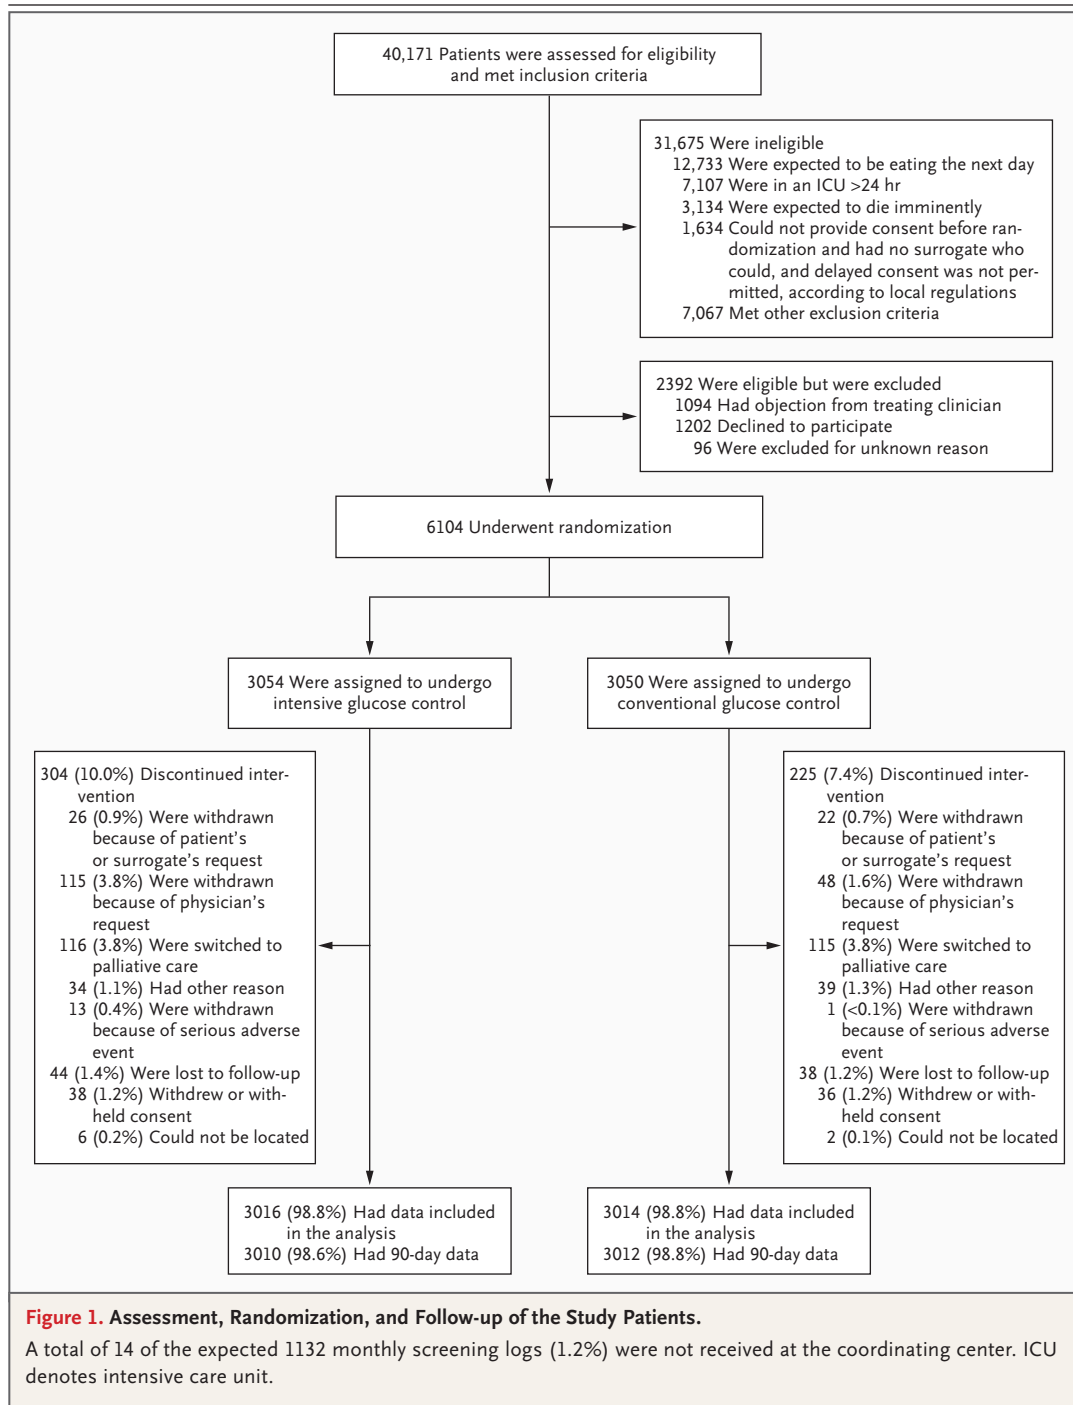 40,171 Patients were assessed for eligibility
and met inclusion criteria
31,675 Were ineligible
12,733 Were expected to be eating the next day
7,107 Were in an ICU >24 hr
3,134 Were expected to die imminently
1,634 Could not provide consent before ran-
domization and had no surrogate who
could, and delayed consent was not per-
mitted, according to local regulations
7,067 Met other exclusion criteria
2392 Were eligible but were excluded
1094 Had objection from treating clinician
1202 Declined to participate
96 Were excluded for unknown reason
6104 Underwent randomization
3054 Were assigned to undergo
intensive glucose control
3050 Were assigned to undergo
conventional glucose control
304 (10.0%) Discontinued inter-
vention
26 (0.9%) Were withdrawn
because of patient's
or surrogate's request
115 (3.8%) Were withdrawn
because of physician's
request
116 (3.8%) Were switched to
palliative care
34 (1.1%) Had other reason
13 (0.4%) Were withdrawn
because of serious adverse
event
44 (1.4%) Were lost to follow-up
38 (1.2%) Withdrew or with-
held consent
6 (0.2%) Could not be located
225 (7.4%) Discontinued inter-
vention
22 (0.7%) Were withdrawn
because of patient's
or surrogate's request
48 (1.6%) Were withdrawn
because of physician's
request
115 (3.8%) Were switched to
palliative care
39 (1.3%) Had other reason
1 (<0.1%) Were withdrawn
because of serious adverse
event
38 (1.2%) Were lost to follow-up
36 (1.2%) Withdrew or with-
held consent
2 (0.1%) Could not be located
3016 (98.8%) Had data included
in the analysis
3010 (98.6%) Had 90-day data
3014 (98.8%) Had data included
in the analysis
3012 (98.8%) Had 90-day data
Figure 1. Assessment, Randomization, and Follow-up of the Study Patients.
A total of 14 of the expected 1132 monthly screening logs (1.2%) were not received at the coordinating center. ICU
denotes intensive care unit.